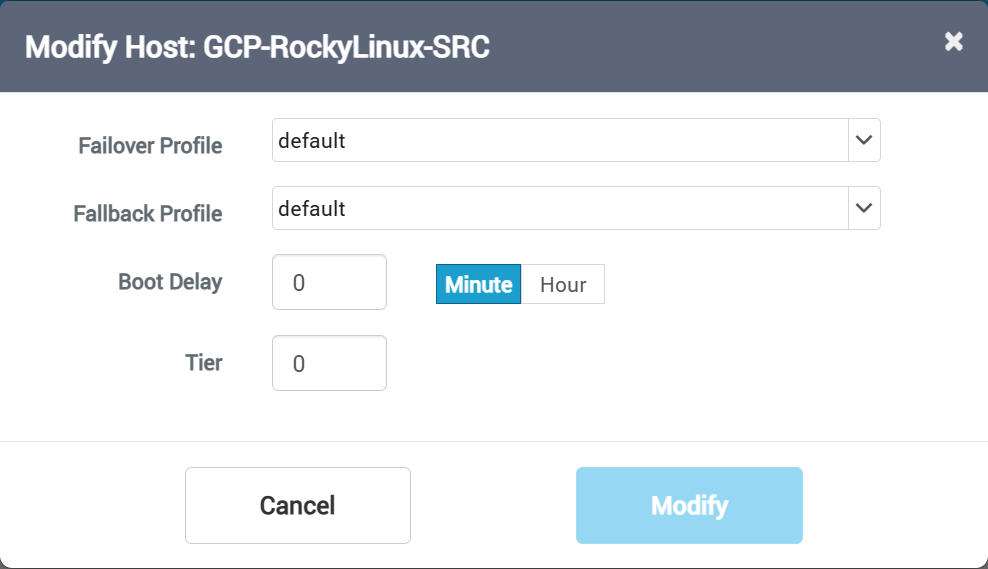 Modify Host: GCP-RockyLinux-SRC
Failover Profile default
Fallback Profile default
Boot Delay 0 Minute Hour
Tier 0
Cancel Modify